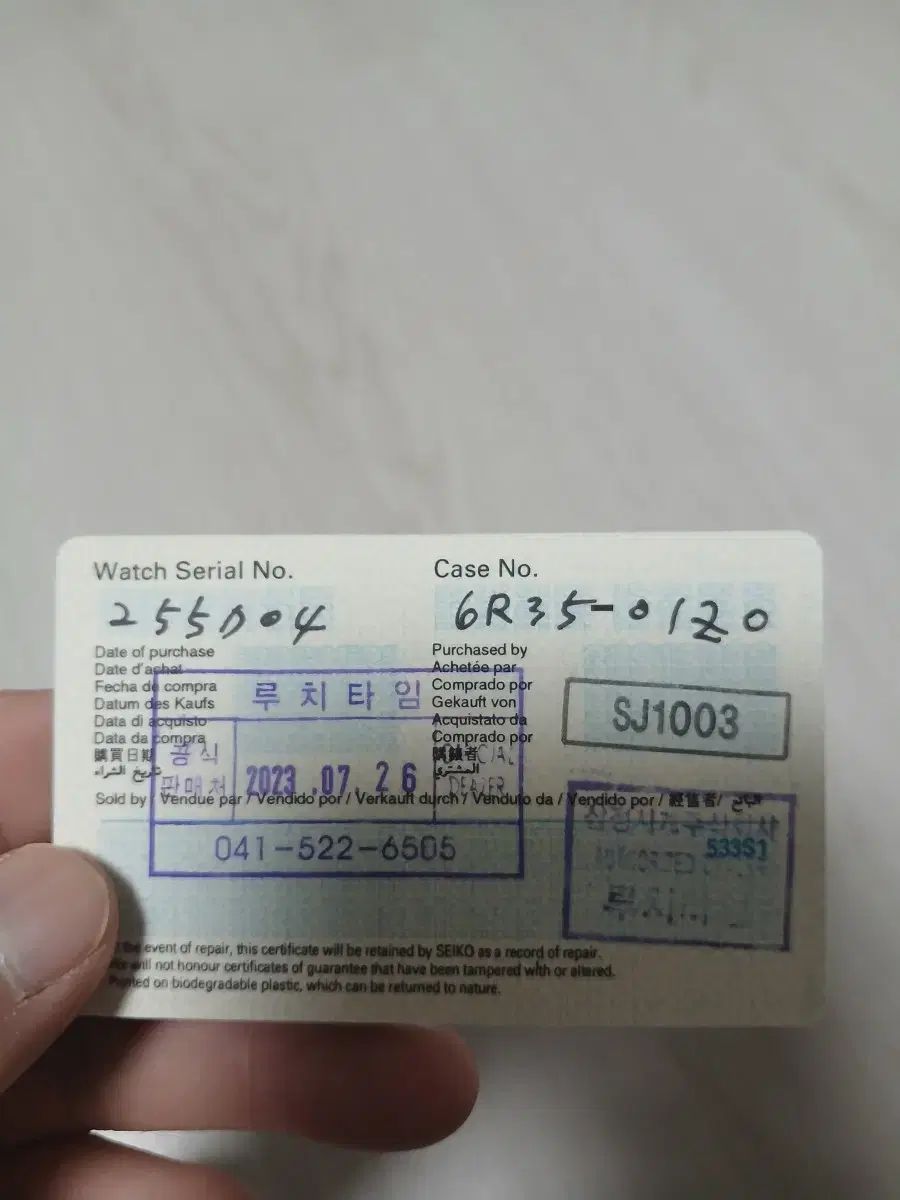 Watch Serial No.
255D04
Case No.
6R35-01Z0
Date of purchase
Date d'achat
Fecha de compra
Datum des Kaufs
Data di acquisto
Data da compra
購買日期
تاريخ الشراء
Purchased by
Achetée par
Comprado por
Gekauft von
Acquistato da
Comprado por
المشتري
루치타임
공식
판매처
2023.07.26
DEALER
041-522-6505
SJ1003
Sold by / Vendue par / Vendido por / Verkauft durch / Venduto da / Vendido por / 經售者/
533S1
the event of repair, this certificate will be retained by SEIKO as a record of repair.
will not honour certificates of guarantee that have been tampered with or altered.
Printed on biodegradable plastic, which can be returned to nature.